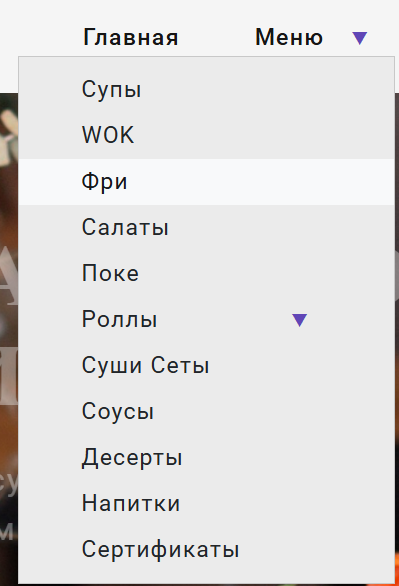 Главная Меню
Супы
WOK
Фри
Салаты
Поке
Роллы
Суши Сеты
Соусы
Десерты
Напитки
Сертификаты